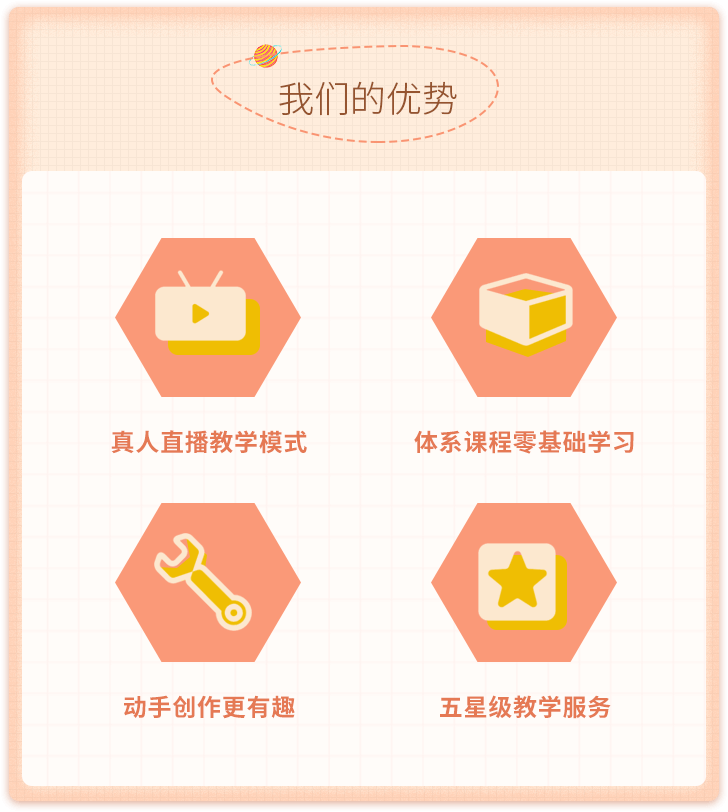 我们的优势
真人直播教学模式
体系课程零基础学习
动手创作更有趣
五星级教学服务